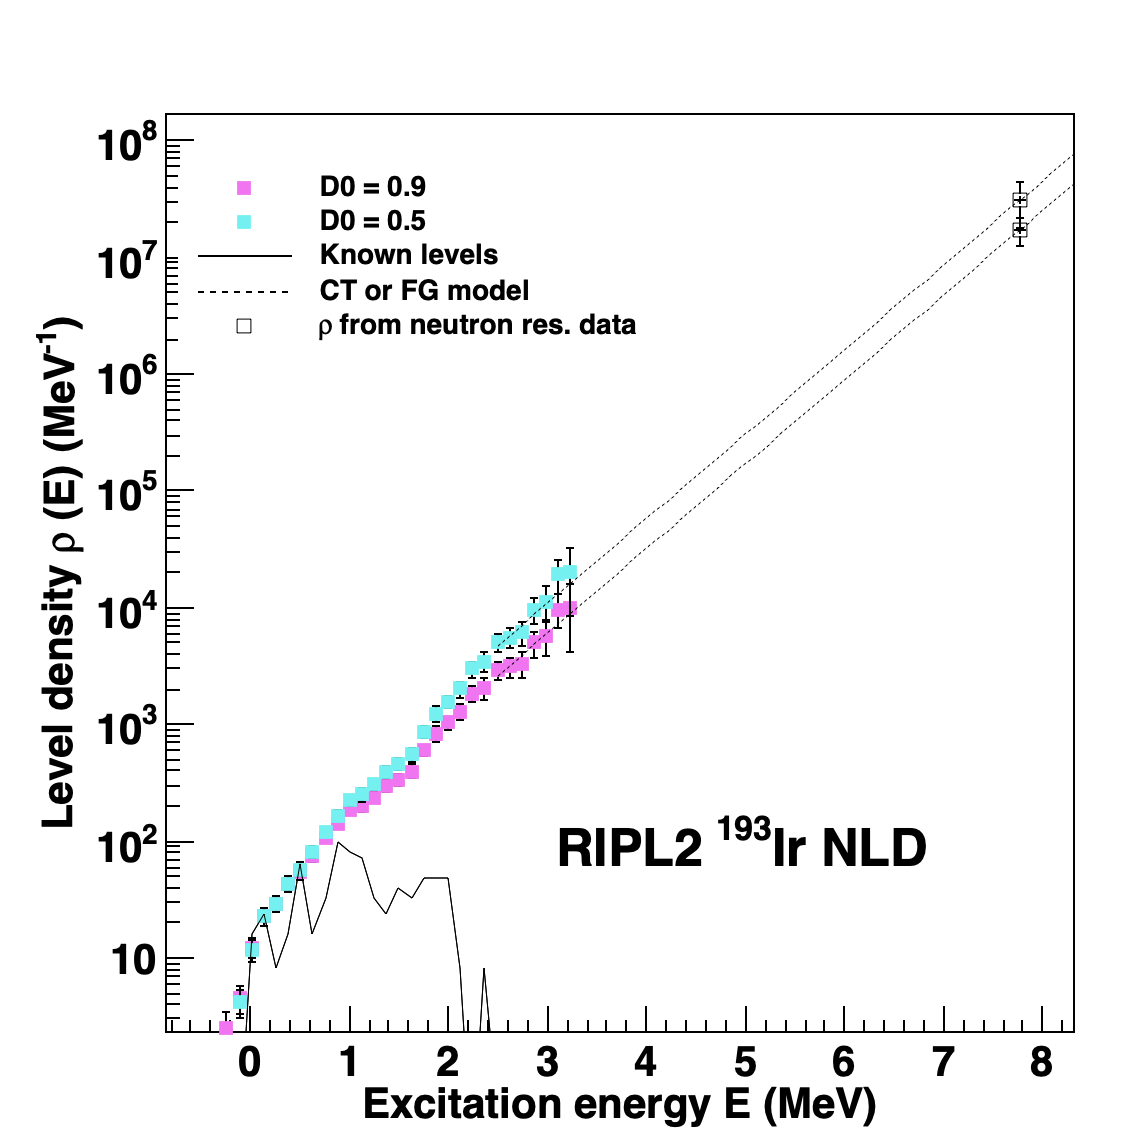 10^8
10^7
10^6
10^5
10^4
10^3
10^2
10
Level density ρ (E) (MeV^-1)
D0 = 0.9
D0 = 0.5
Known levels
CT or FG model
ρ from neutron res. data
RIPL2 ^193Ir NLD
0 1 2 3 4 5 6 7 8
Excitation energy E (MeV)